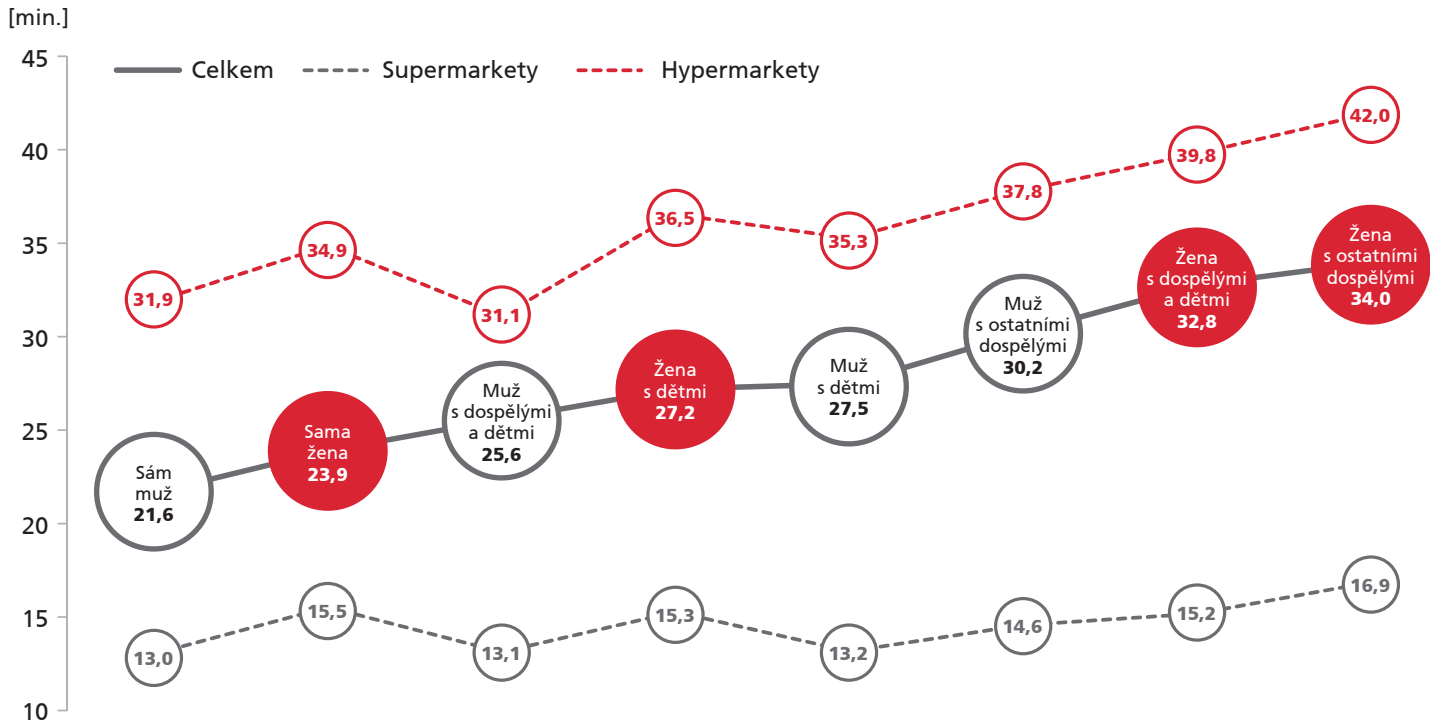 [min.]
45
40
35
30
25
20
15
10
Celkem
Supermarkety
Hypermarkety
31,9
34,9
31,1
36,5
35,3
37,8
39,8
42,0
Sám
muž
21,6
Sama
žena
23,9
Muž
s dospělými
a dětmi
25,6
Žena
s dětmi
27,2
Muž
s dětmi
27,5
Muž
s ostatními
dospělými
30,2
Žena
s dospělými
a dětmi
32,8
Žena
s ostatními
dospělými
34,0
13,0
15,5
13,1
15,3
13,2
14,6
15,2
16,9